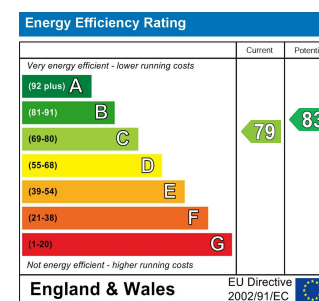 Energy Efficiency Rating
Current Potenti
Very energy efficient - lower running costs
(92 plus) A
(81-91) B
(69-80) C
(55-68) D
(39-54) E
(21-38) F
(1-20) G
79
83
Not energy efficient - higher running costs
England & Wales
EU Directive
2002/91/EC